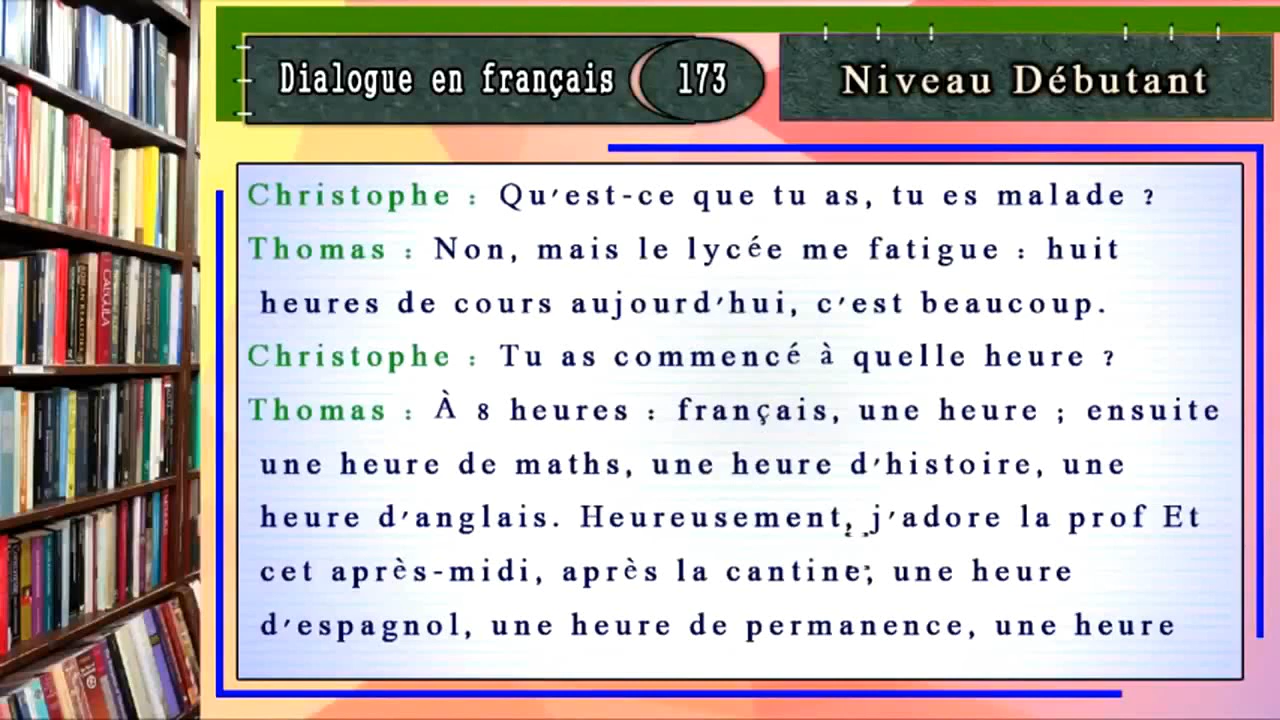 Dialogue en français 173
Niveau Débutant
Christophe : Qu'est-ce que tu as, tu es malade ?
Thomas : Non, mais le lycée me fatigue : huit
heures de cours aujourd'hui, c'est beaucoup.
Christophe : Tu as commencé à quelle heure ?
Thomas : À 8 heures : français, une heure ; ensuite
une heure de maths, une heure d'histoire, une
heure d'anglais. Heureusement, j'adore la prof Et
cet après-midi, après la cantine; une heure
d'espagnol, une heure de permanence, une heure
CALIGULA